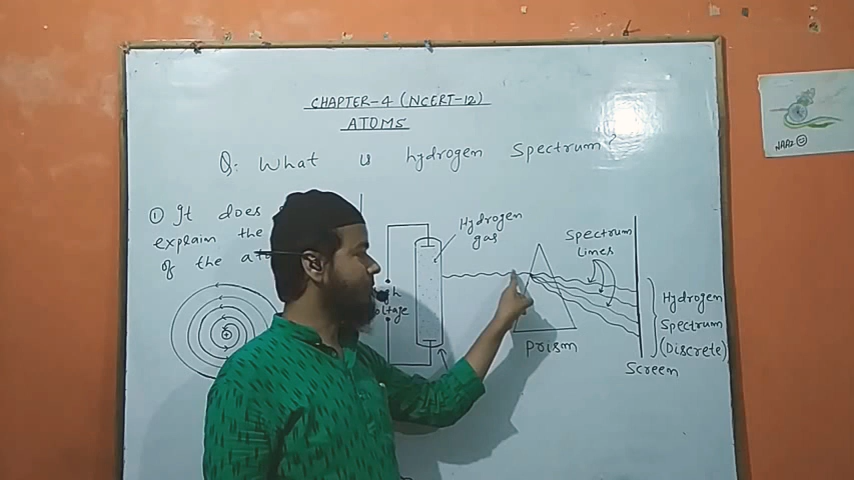 CHAPTER-4 (NCERT-12)
ATOMS
Q: What is hydrogen Spectrum?
① It does
explain the
of the
Hydrogen
gas
Spectrum
Lines
Hydrogen
Spectrum
(Discrete)
Prism
Screen
+